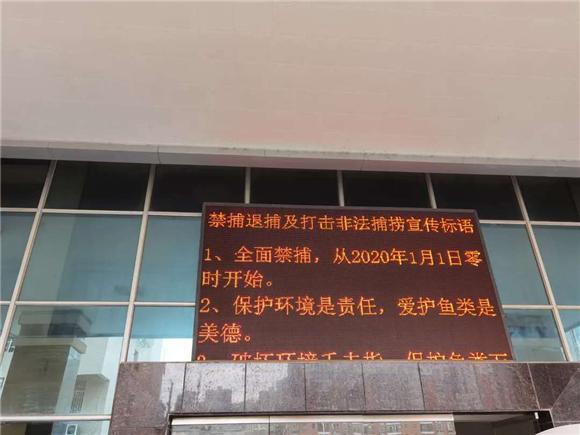 禁捕退捕及打击非法捕捞宣传标语
1、全面禁捕，从2020年1月1日零
时开始。
2、保护环境是责任，爱护鱼类是
美德。